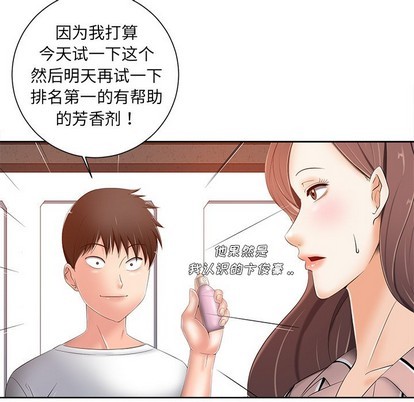 因为我打算
今天试一下这个
然后明天再试一下
排名第一的有帮助
的芳香剂！
他果然是
我认识的卞俊豪..